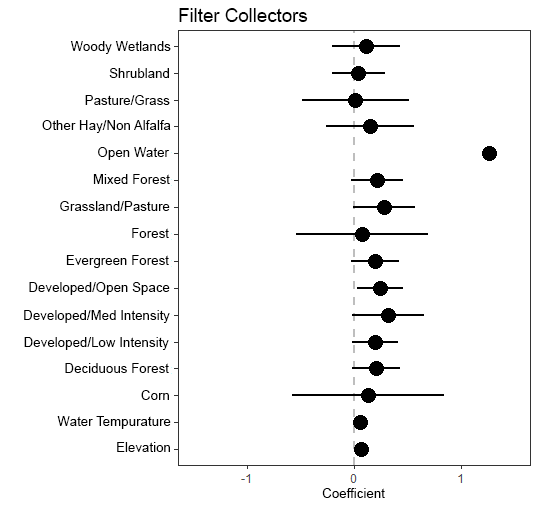 Filter Collectors
Woody Wetlands
Shrubland
Pasture/Grass
Other Hay/Non Alfalfa
Open Water
Mixed Forest
Grassland/Pasture
Forest
Evergreen Forest
Developed/Open Space
Developed/Med Intensity
Developed/Low Intensity
Deciduous Forest
Corn
Water Tempurature
Elevation
-1 0 1
Coefficient